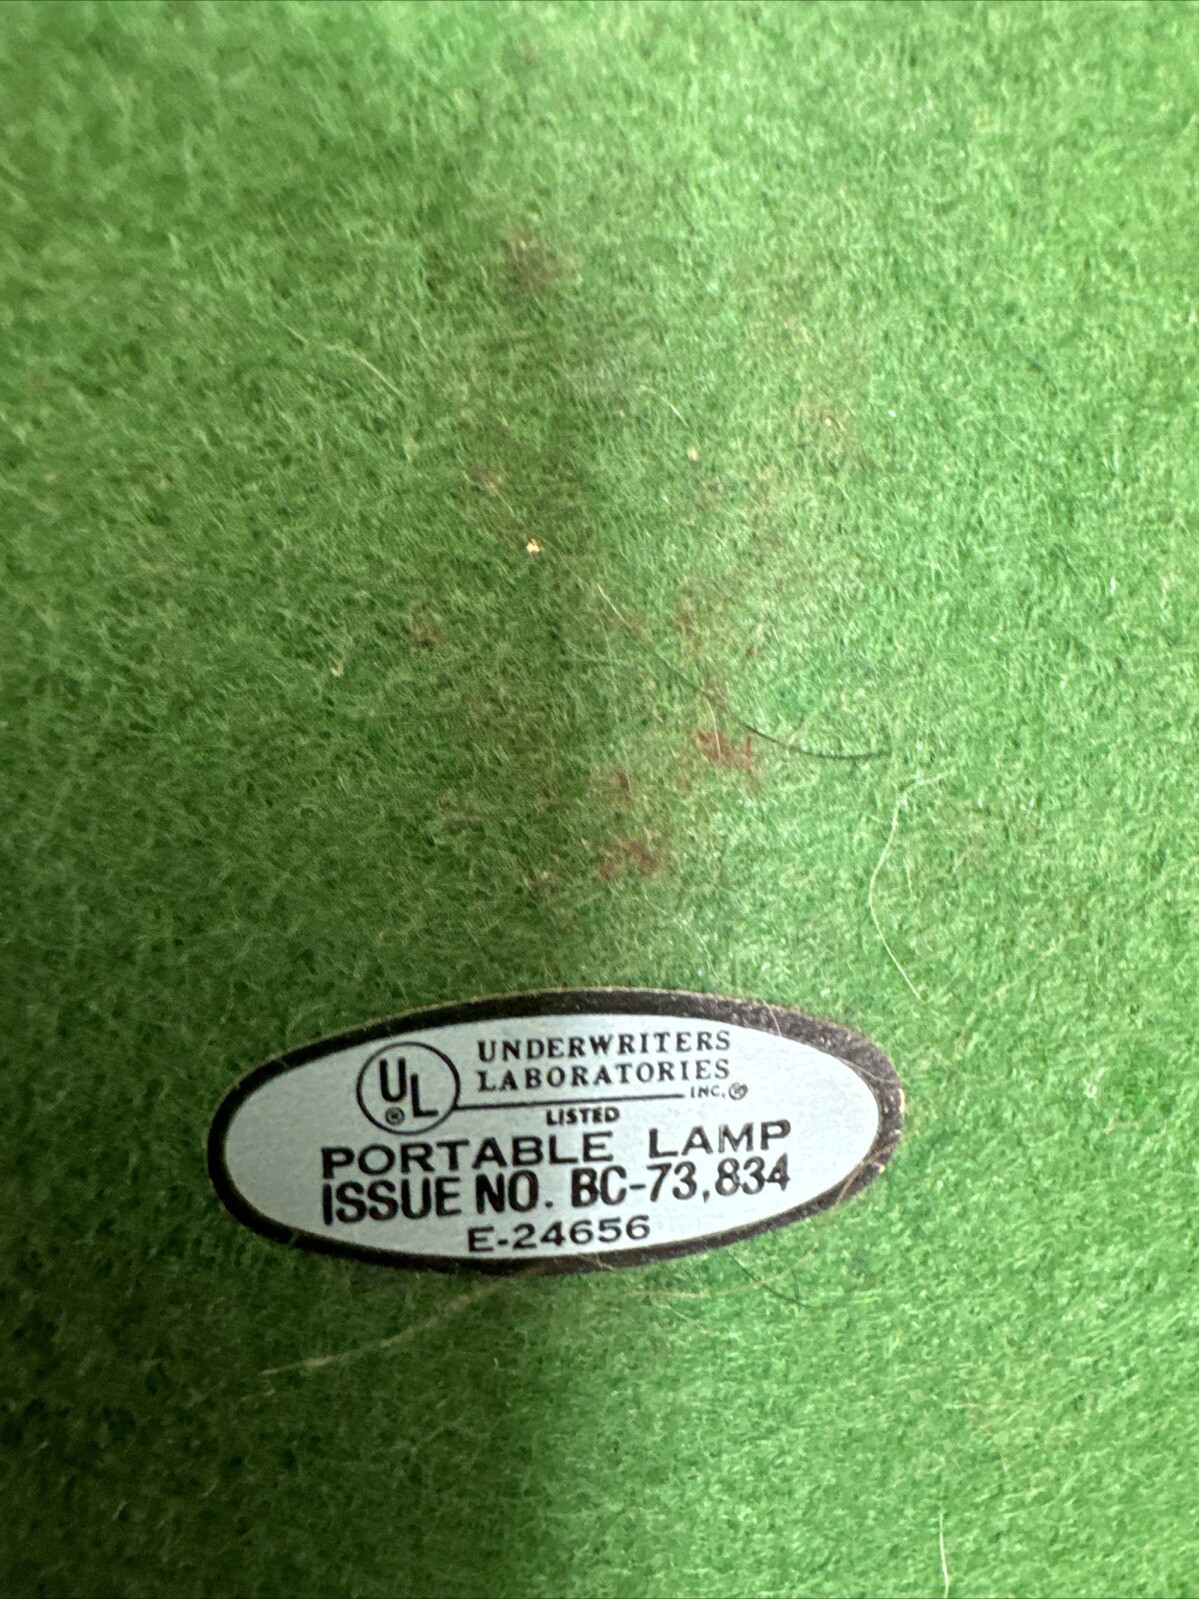 UL®
UNDERWRITERS
LABORATORIES
INC.®
LISTED
PORTABLE LAMP
ISSUE NO. BC-73,834
E-24656